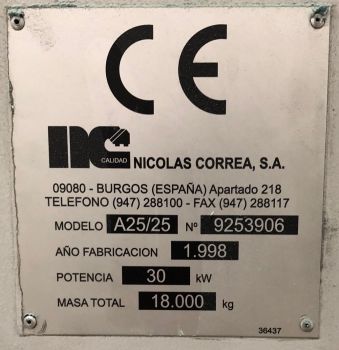 CE
nc
CALIDAD
NICOLAS CORREA, S.A.
09080 - BURGOS (ESPAÑA) Apartado 218
TELEFONO (947) 288100 - FAX (947) 288117
MODELO A25/25 Nº 9253906
AÑO FABRICACION 1.998
POTENCIA 30 kW
MASA TOTAL 18.000 kg
36437